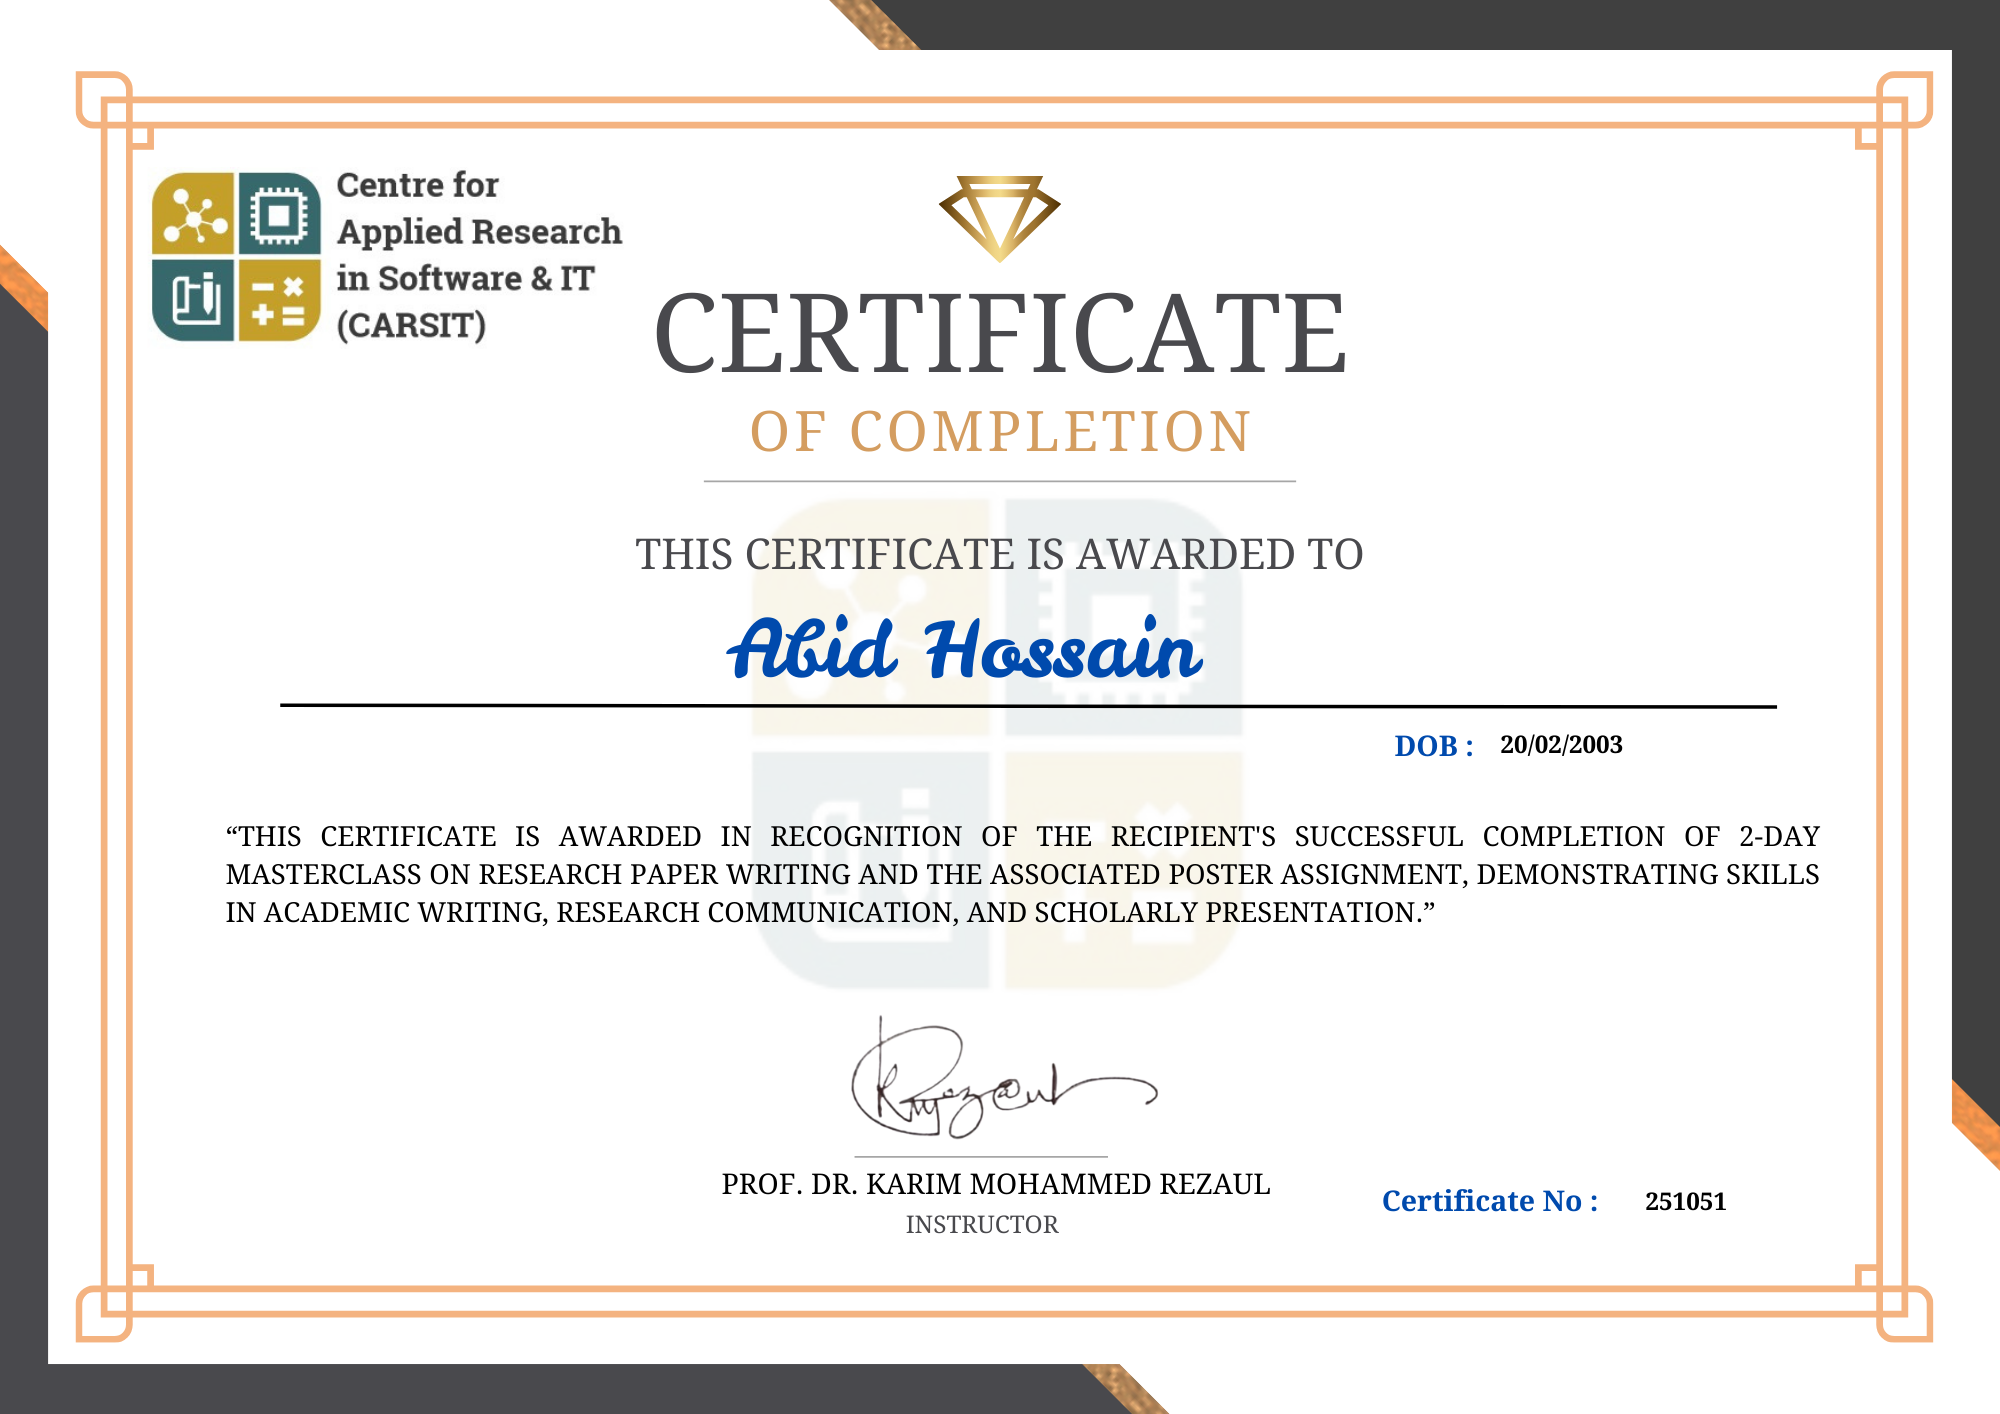 Centre for
Applied Research
in Software & IT
(CARSIT)
CERTIFICATE
OF COMPLETION
THIS CERTIFICATE IS AWARDED TO
Abid Hossain
DOB : 20/02/2003
“THIS CERTIFICATE IS AWARDED IN RECOGNITION OF THE RECIPIENT'S SUCCESSFUL COMPLETION OF 2-DAY
MASTERCLASS ON RESEARCH PAPER WRITING AND THE ASSOCIATED POSTER ASSIGNMENT, DEMONSTRATING SKILLS
IN ACADEMIC WRITING, RESEARCH COMMUNICATION, AND SCHOLARLY PRESENTATION.”
PROF. DR. KARIM MOHAMMED REZAUL
INSTRUCTOR
Certificate No : 251051